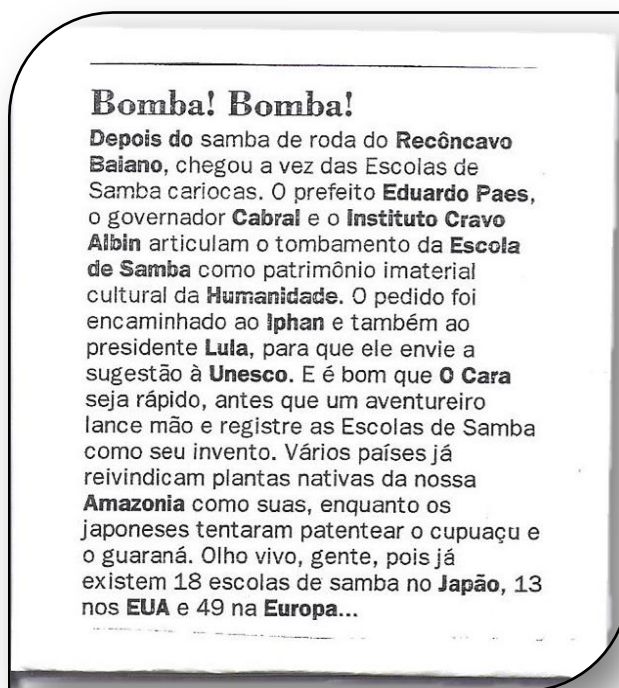 Bomba! Bomba!
Depois do samba de roda do Recôncavo
Baiano, chegou a vez das Escolas de
Samba cariocas. O prefeito Eduardo Paes,
o governador Cabral e o Instituto Cravo
Albin articulam o tombamento da Escola
de Samba como patrimônio imaterial
cultural da Humanidade. O pedido foi
encaminhado ao Iphan e também ao
presidente Lula, para que ele envie a
sugestão à Unesco. E é bom que O Cara
seja rápido, antes que um aventureiro
lance mão e registre as Escolas de Samba
como seu invento. Vários países já
reivindicam plantas nativas da nossa
Amazonia como suas, enquanto os
japoneses tentaram patentear o cupuaçu e
o guaraná. Olho vivo, gente, pois já
existem 18 escolas de samba no Japão, 13
nos EUA e 49 na Europa...